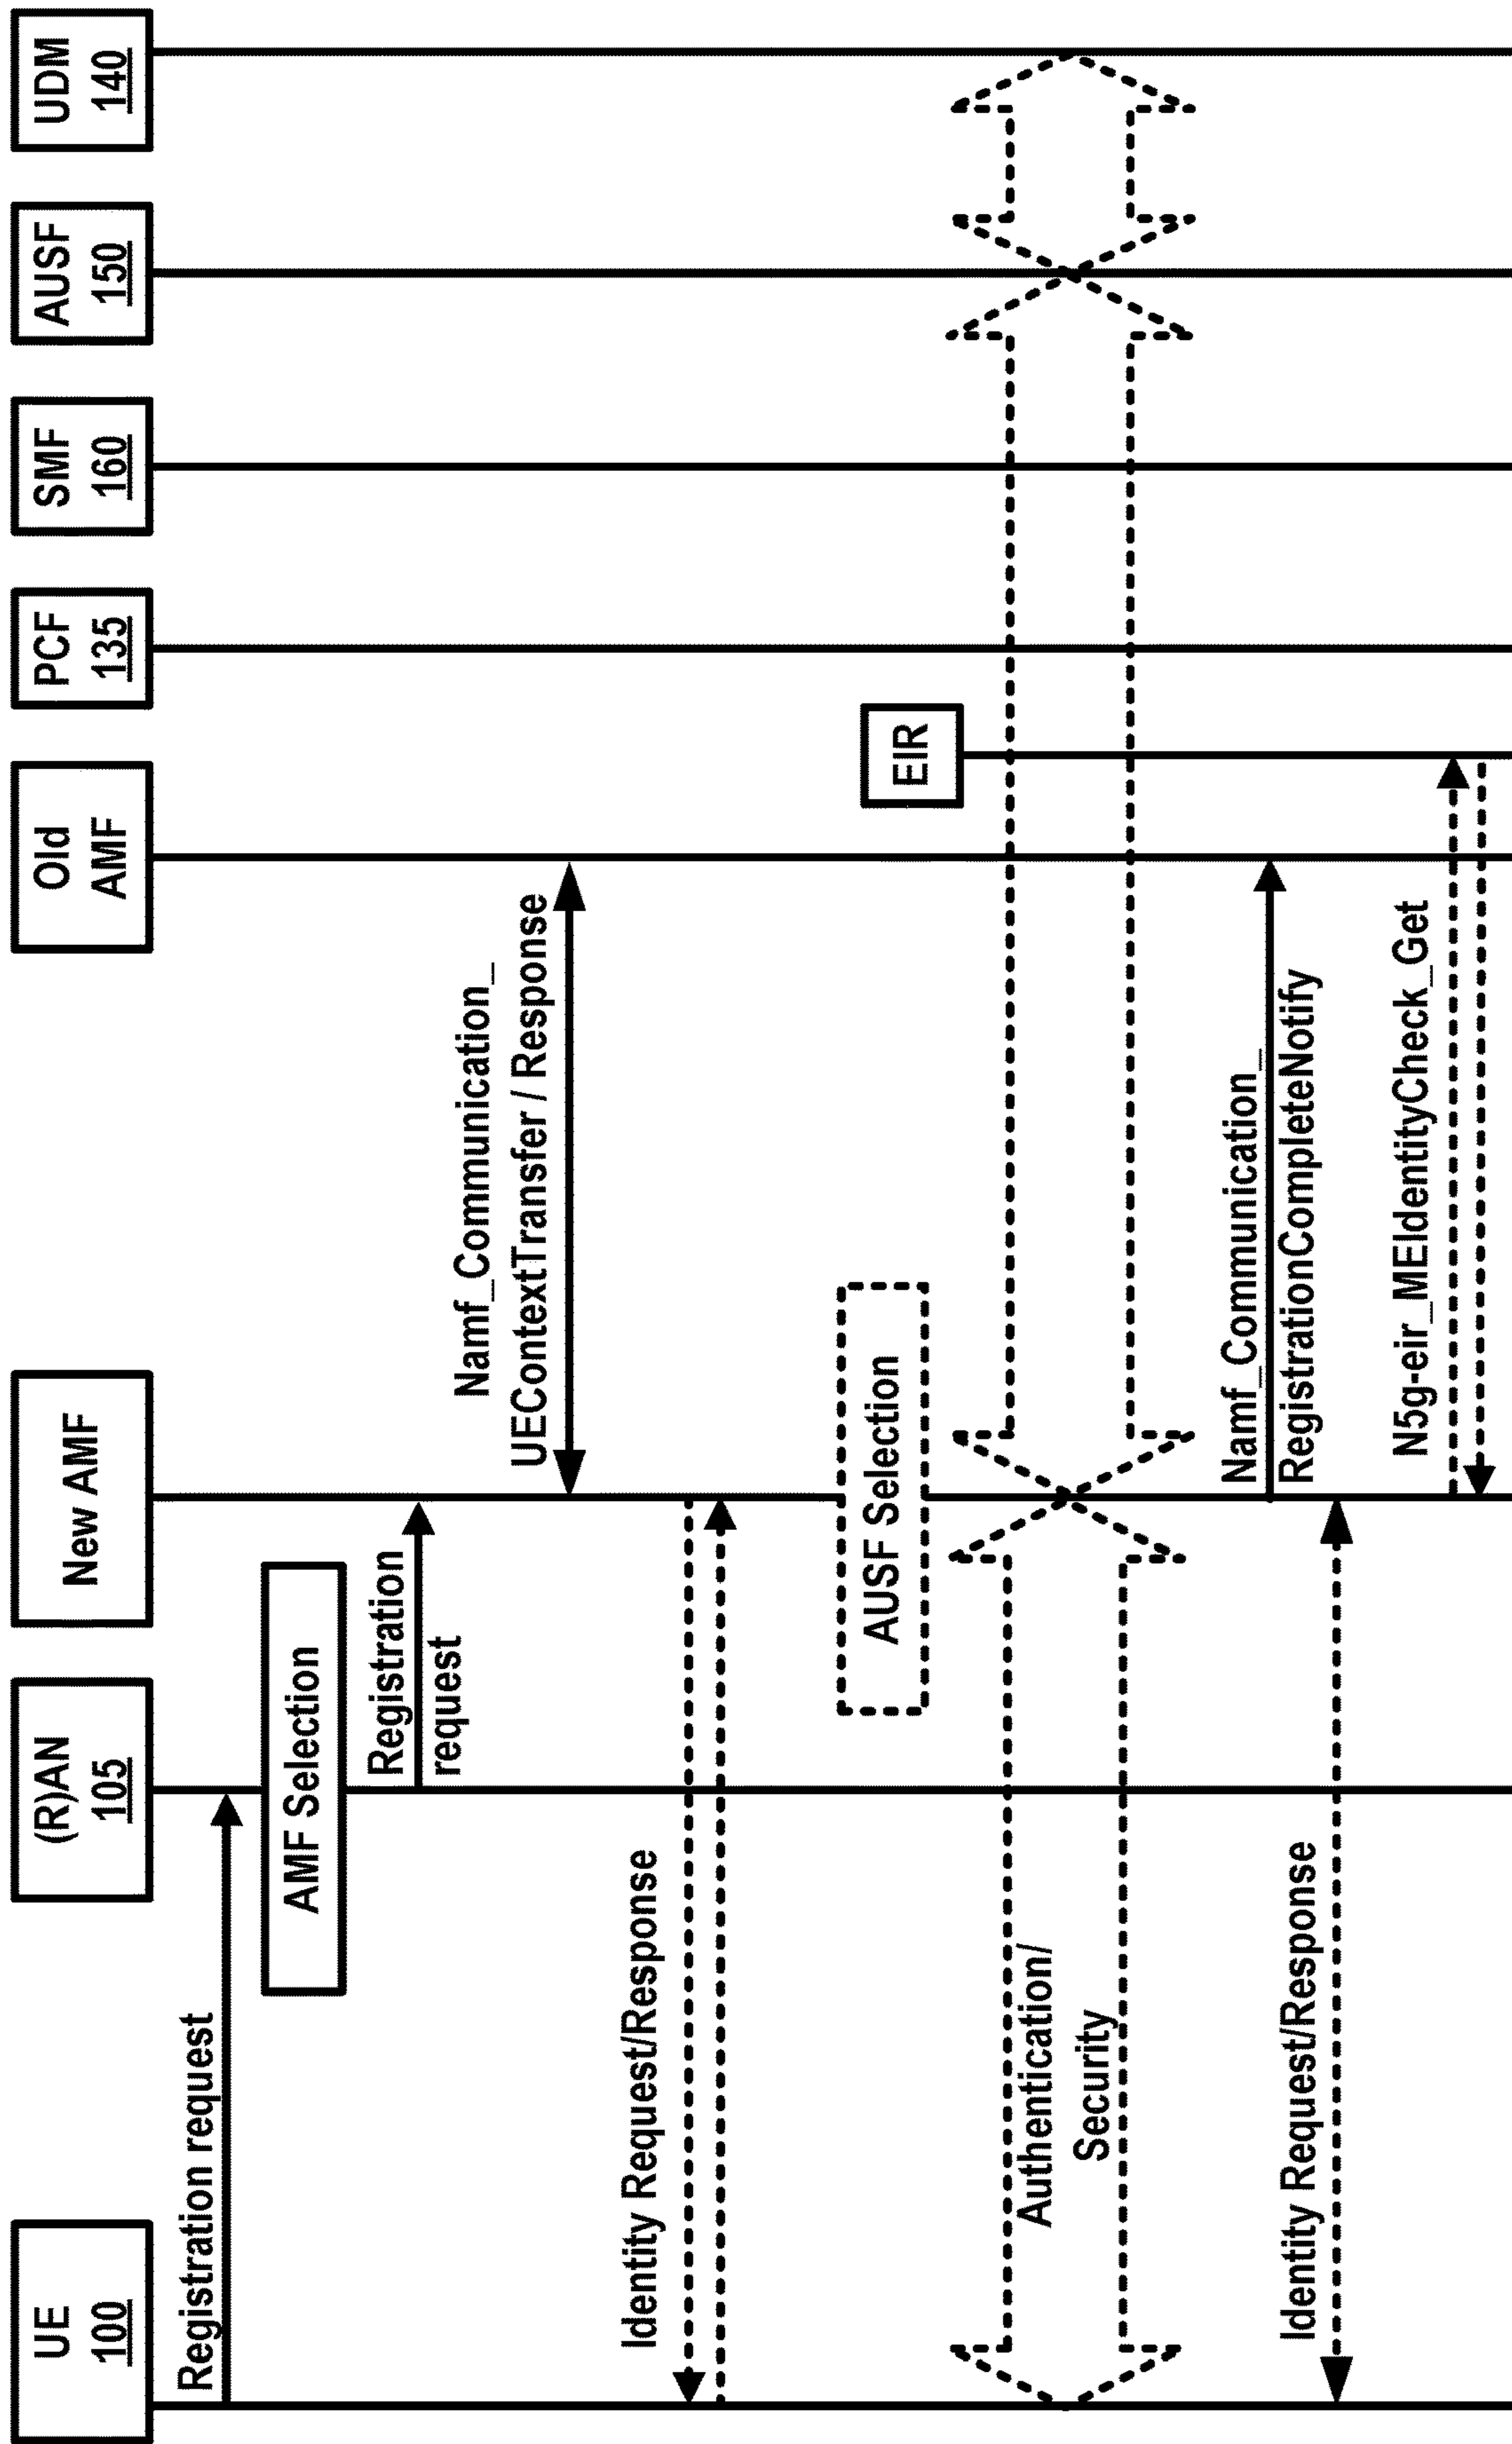 UE
100
(R)AN
105
New AMF
Old
AMF
PCF
135
SMF
160
AUSF
150
UDM
140
Registration request
AMF Selection
Registration
request
Namf_Communication_
UEContextTransfer / Response
Identity Request/Response
AUSF Selection
EIR
Authentication/
Security
Namf_Communication_
RegistrationCompleteNotify
Identity Request/Response
N5g-eir_MEIdentityCheck_Get